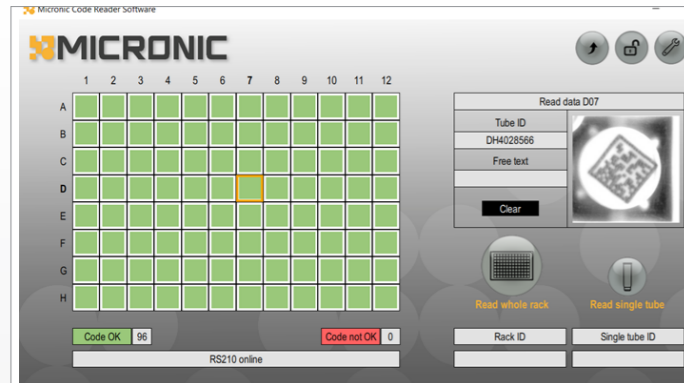 Micronic Code Reader Software
MICRONIC
1 2 3 4 5 6 7 8 9 10 11 12
A
B
C
D
E
F
G
H
Read data D07
Tube ID
DH4028566
Free text
Clear
Read whole rack
Read single tube
Code OK 96
Code not OK 0
Rack ID
Single tube ID
RS210 online